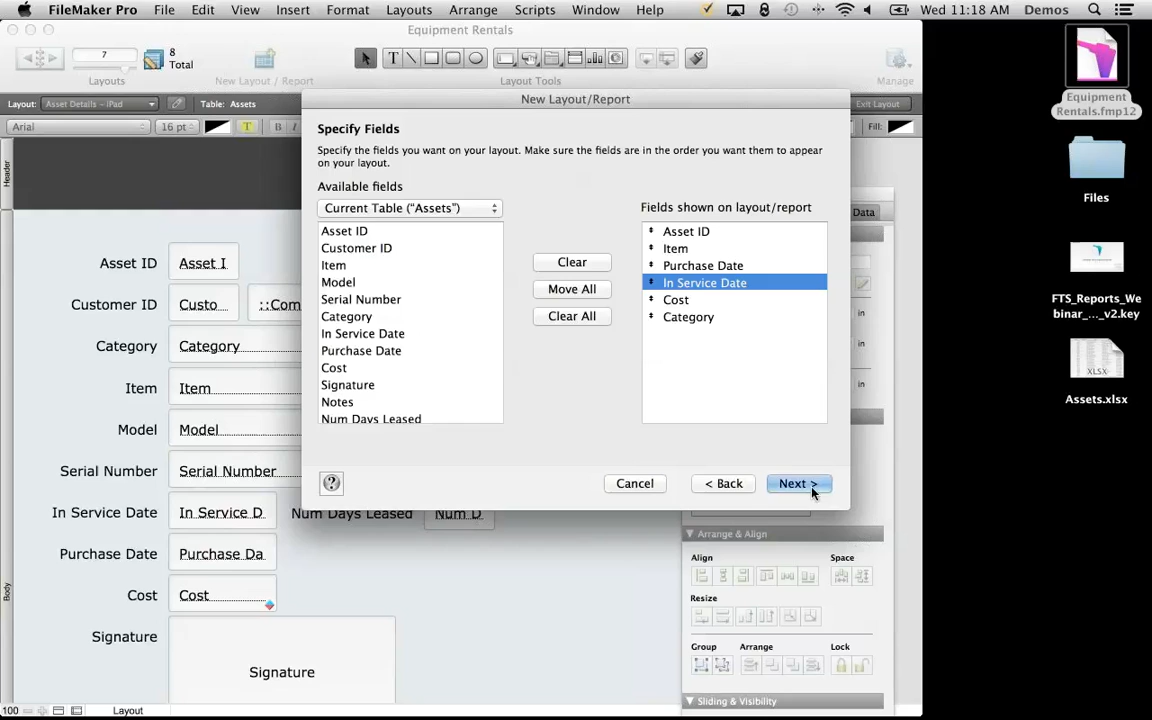 FileMaker Pro File Edit View Insert Format Layouts Arrange Scripts Window Help Wed 11:18 AM Demos
Equipment Rentals
7
8
Total
Layouts
New Layout / Report
Layout Tools
Manage
Layout: Asset Details – iPad Table: Assets Exit Layout
Arial 16 pt T B I Fill:
New Layout/Report
Specify Fields
Specify the fields you want on your layout. Make sure the fields are in the order you want them to appear
on your layout.
Available fields
Current Table ("Assets")
Asset ID
Customer ID
Item
Model
Serial Number
Category
In Service Date
Purchase Date
Cost
Signature
Notes
Num Days Leased
Clear
Move All
Clear All
Fields shown on layout/report
Asset ID
Item
Purchase Date
In Service Date
Cost
Category
?
Cancel
< Back
Next >
Header
Body
Asset ID Asset I
Customer ID Custo ::Com
Category Category
Item Item
Model Model
Serial Number Serial Number
In Service Date In Service D Num Days Leased Num D
Purchase Date Purchase Da
Cost Cost
Signature
Signature
100 Layout
Data
in
in
in
in
Arrange & Align
Align Space
Resize
Group Arrange Lock
Sliding & Visibility
Equipment
Rentals.fmp12
Files
FTS_Reports_We
binar_..._v2.key
XLSX
Assets.xlsx